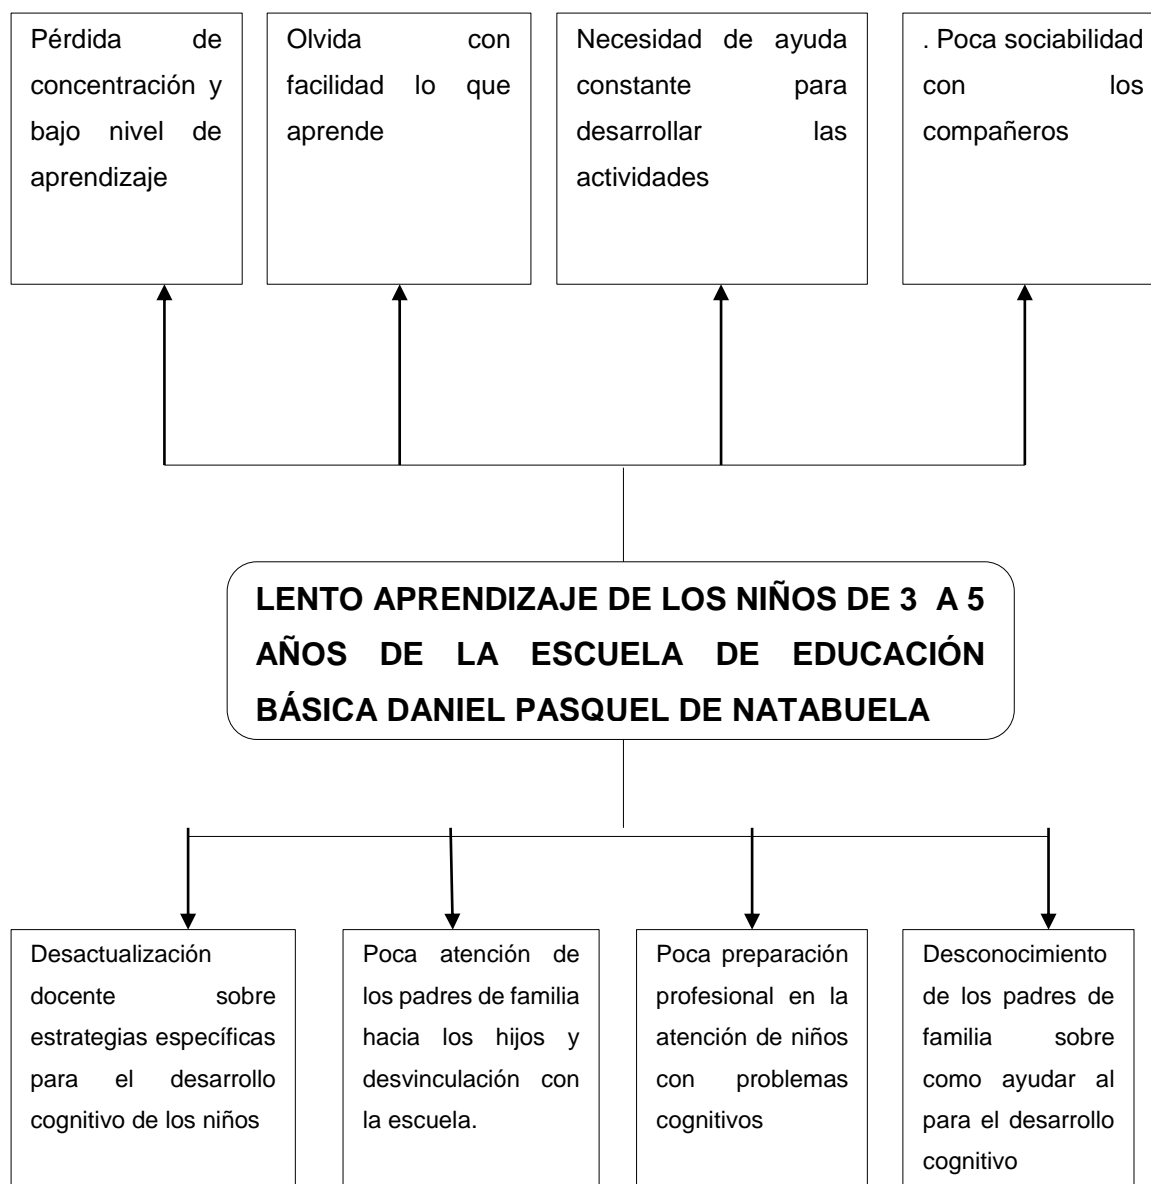 Pérdida de
concentración y
bajo nivel de
aprendizaje
Olvida con
facilidad lo que
aprende
Necesidad de ayuda
constante para
desarrollar las
actividades
. Poca sociabilidad
con los
compañeros
LENTO APRENDIZAJE DE LOS NIÑOS DE 3 A 5
AÑOS DE LA ESCUELA DE EDUCACIÓN
BÁSICA DANIEL PASQUEL DE NATABUELA
Desactualización
docente sobre
estrategias específicas
para el desarrollo
cognitivo de los niños
Poca atención de
los padres de familia
hacia los hijos y
desvinculación con
la escuela.
Poca preparación
profesional en la
atención de niños
con problemas
cognitivos
Desconocimiento
de los padres de
familia sobre
como ayudar al
para el desarrollo
cognitivo